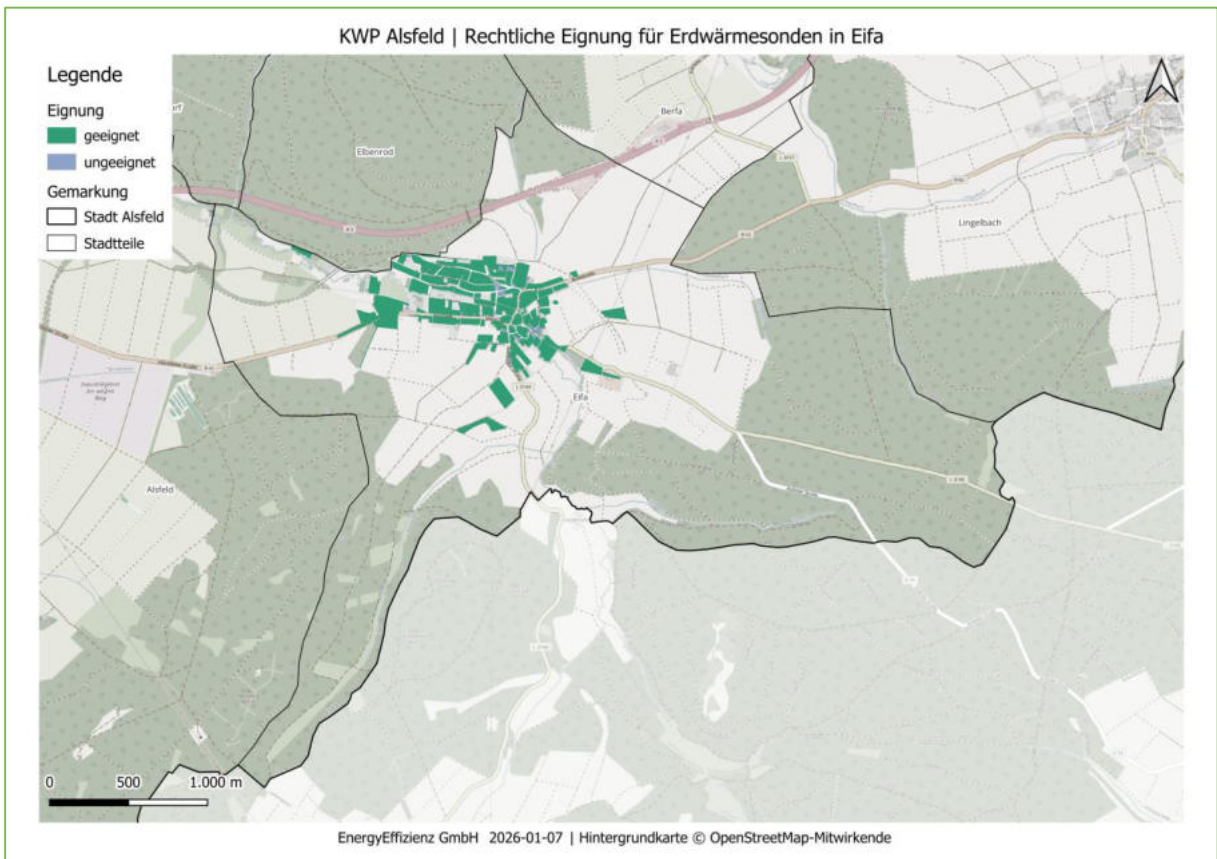 KWP Alsfeld | Rechtliche Eignung für Erdwärmesonden in Eifa
Legende
Eignung
geeignet
ungeeignet
Gemarkung
Stadt Alsfeld
Stadtteile
Elbenrod
Berfa
Lingelbach
Eifa
Alsfeld
0 500 1.000 m
EnergyEffizienz GmbH 2026-01-07 | Hintergrundkarte © OpenStreetMap-Mitwirkende